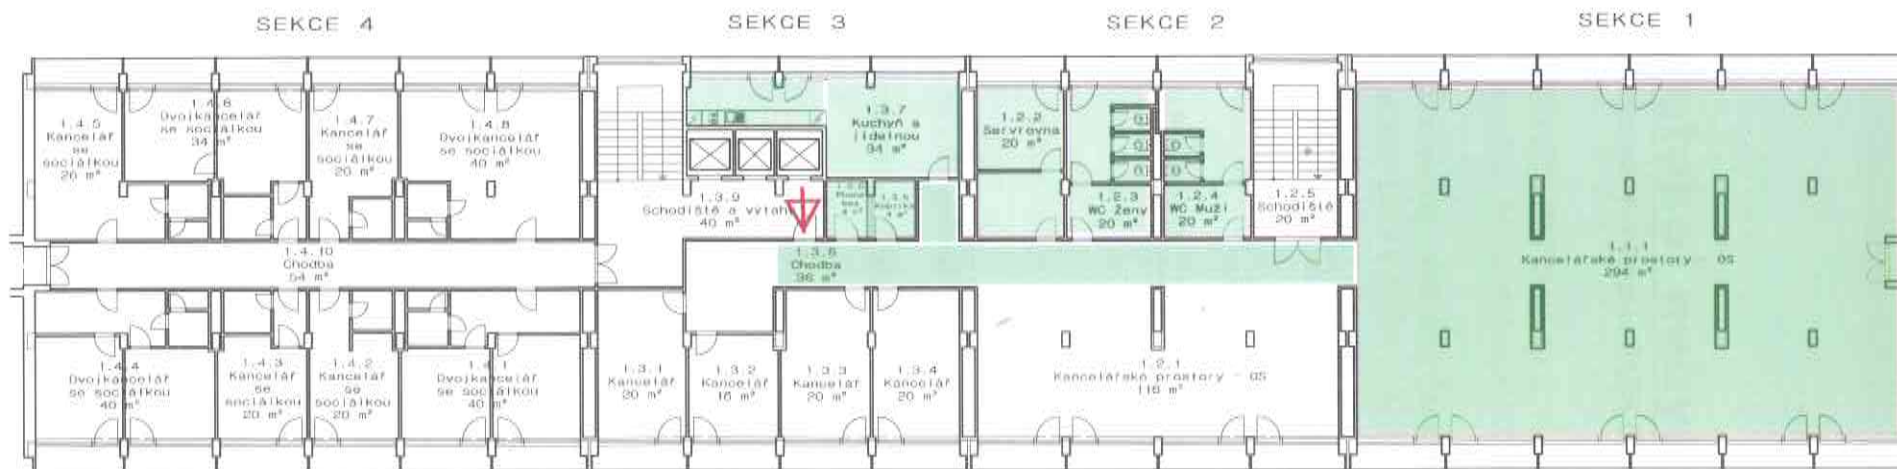 SEKCE 4
SEKCE 3
SEKCE 2
SEKCE 1
1.4.5
Kancelář
se
sociálkou
20 m²
1.4.6
Dvojkancelář
se sociálkou
34 m²
1.4.7
Kancelář
se
sociálkou
20 m²
1.4.8
Dvojkancelář
se sociálkou
40 m²
1.3.7
Kuchyň a
jídelnou
34 m²
1.2.2
Servrovna
20 m²
1.3.9
Schodiště a výtahy
40 m²
4 m²
4 m²
1.2.3
WC Ženy
20 m²
1.2.4
WC Muži
20 m²
1.2.5
Schodiště
20 m²
1.1.1
Kancelářské prostory - OS
294 m²
1.4.10
Chodba
54 m²
1.3.8
Chodba
36 m²
1.4.4
Dvojkancelář
se sociálkou
40 m²
1.4.3
Kancelář
se
sociálkou
20 m²
1.4.2
Kancelář
se
sociálkou
20 m²
1.4.1
Dvojkancelář
se sociálkou
40 m²
1.3.1
Kancelář
20 m²
1.3.2
Kancelář
16 m²
1.3.3
Kancelář
20 m²
1.3.4
Kancelář
20 m²
1.2.1
Kancelářské prostory - OS
116 m²